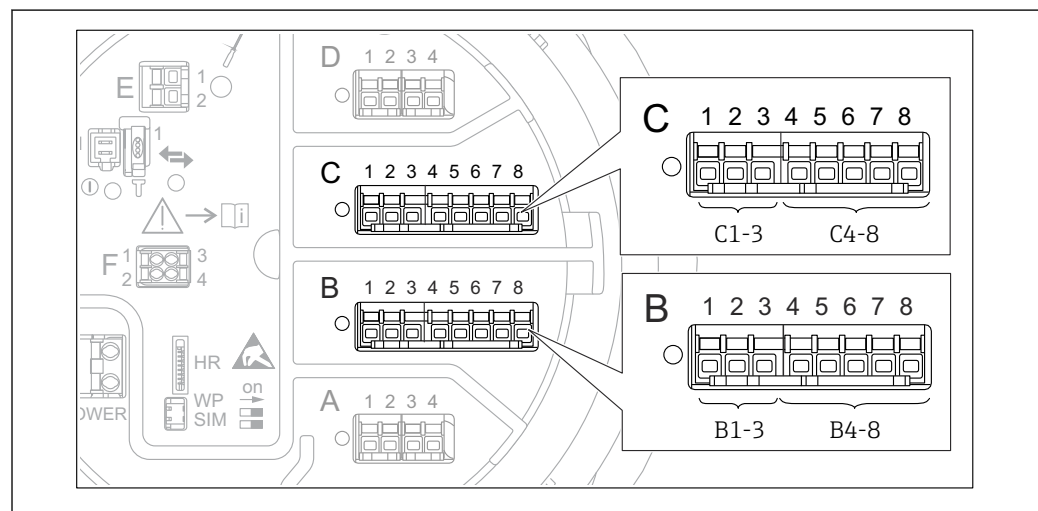 D 1 2 3 4
E 1
2
1
C 1 2 3 4 5 6 7 8
C 1 2 3 4 5 6 7 8
C1-3 C4-8
i
F 1 3
2 4
B 1 2 3 4 5 6 7 8
B 1 2 3 4 5 6 7 8
B1-3 B4-8
HR
on
WP
SIM
OWER
A 1 2 3 4